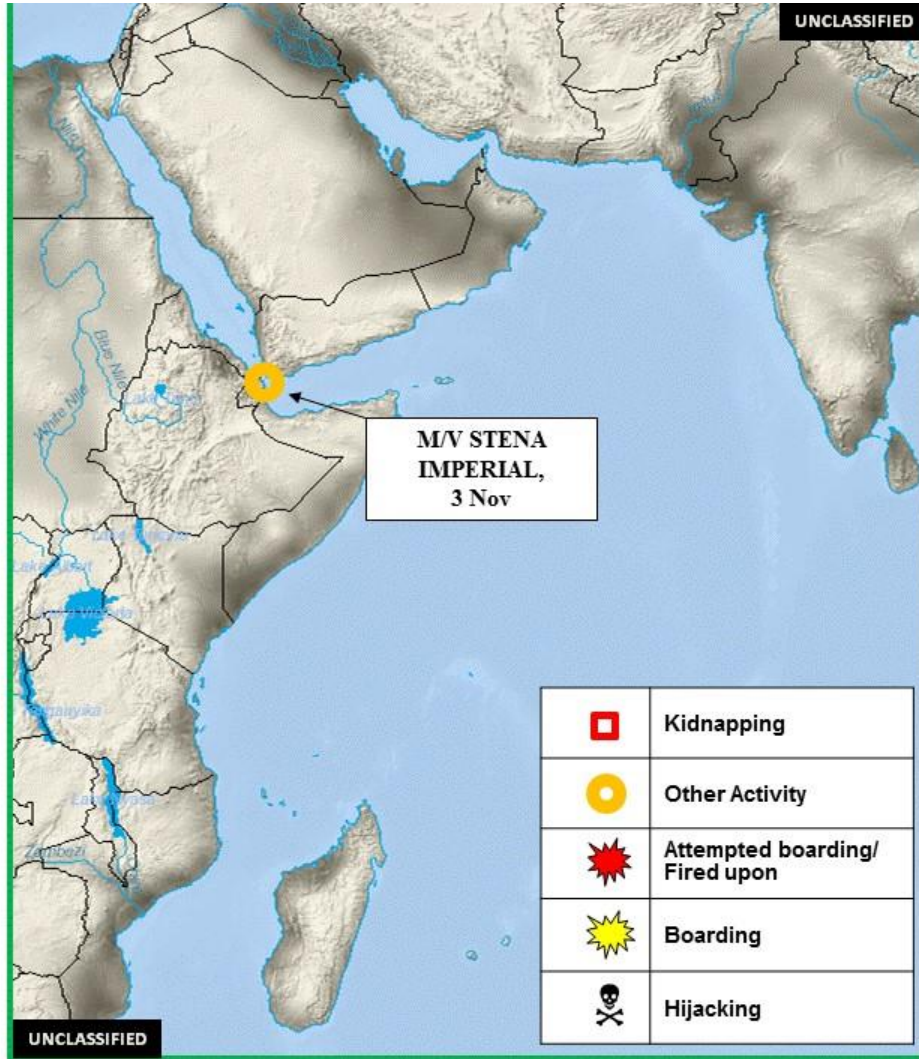 UNCLASSIFIED
Nile
Indus
Blue Nile
White Nile
M/V STENA
IMPERIAL,
3 Nov
Zambezi
Kidnapping
Other Activity
Attempted boarding/
Fired upon
Boarding
Hijacking
UNCLASSIFIED